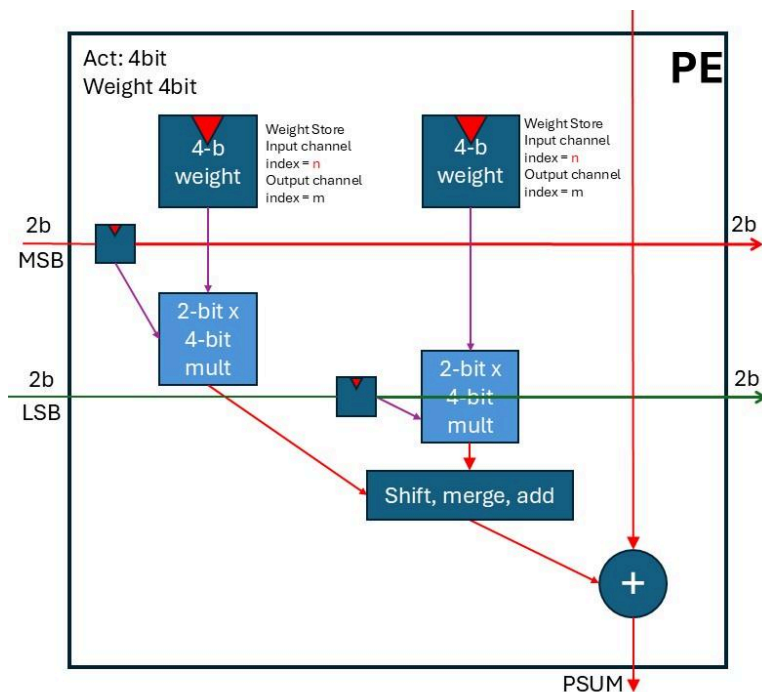 Act: 4bit
Weight 4bit
PE
4-b
weight
Weight Store
Input channel
index = n
Output channel
index = m
4-b
weight
Weight Store
Input channel
index = n
Output channel
index = m
2b
MSB
2b
2-bit x
4-bit
mult
2b
LSB
2-bit x
4-bit
mult
2b
Shift, merge, add
+
PSUM